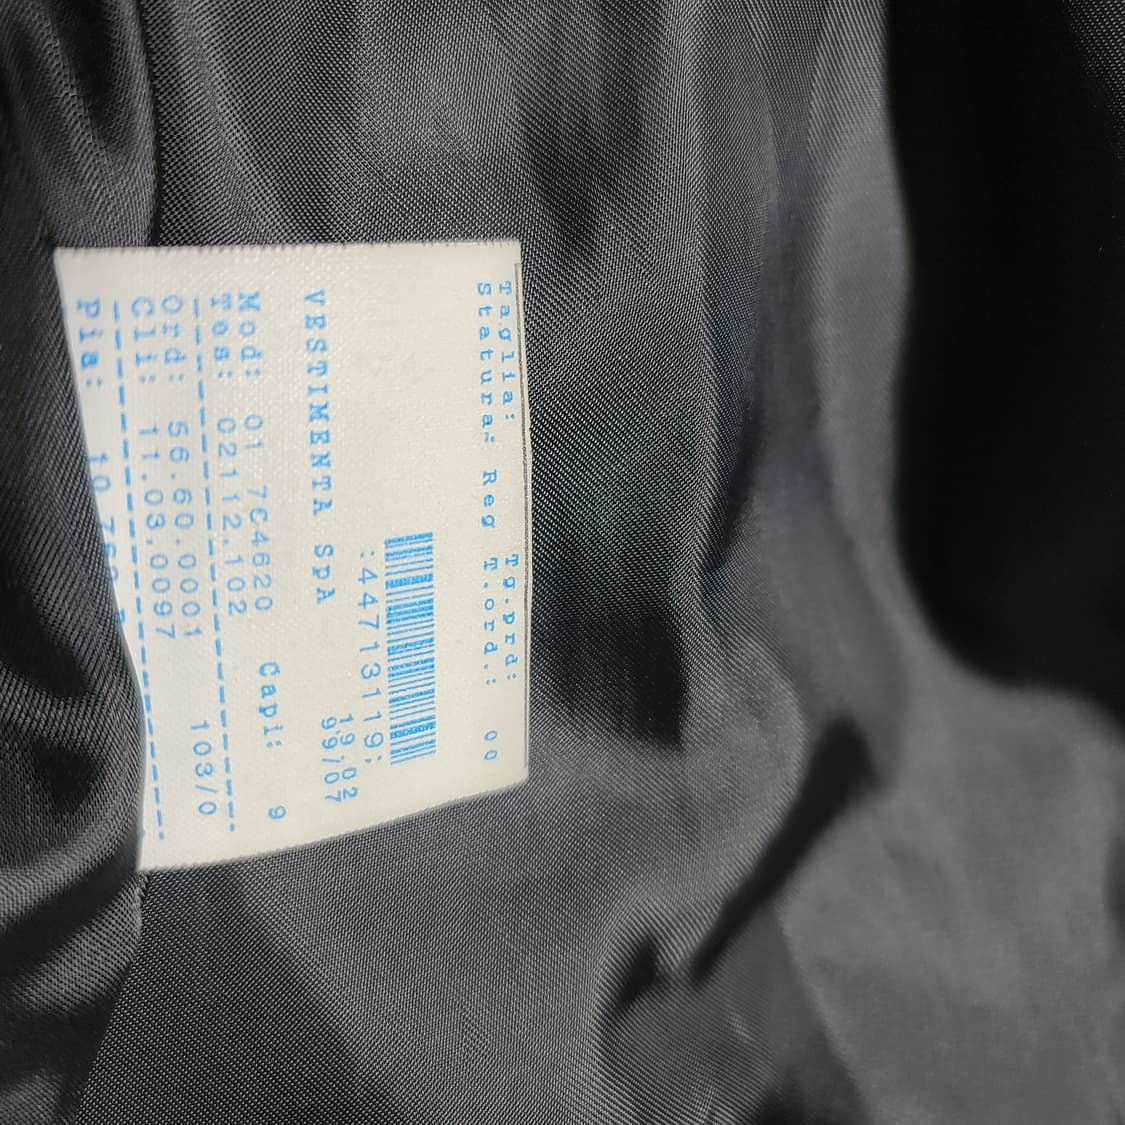 Taglia: Tg.prd:
Statura: Reg T.ord.: 00
:44713119:
19.02
VESTIMENTA SpA 99/07
Mod: 01 7C4620 Capi: 9
Tes: 02112.102
--------------------
Ord: 56.60.0001 103/0
Cli: 11.03.0097
--------------------